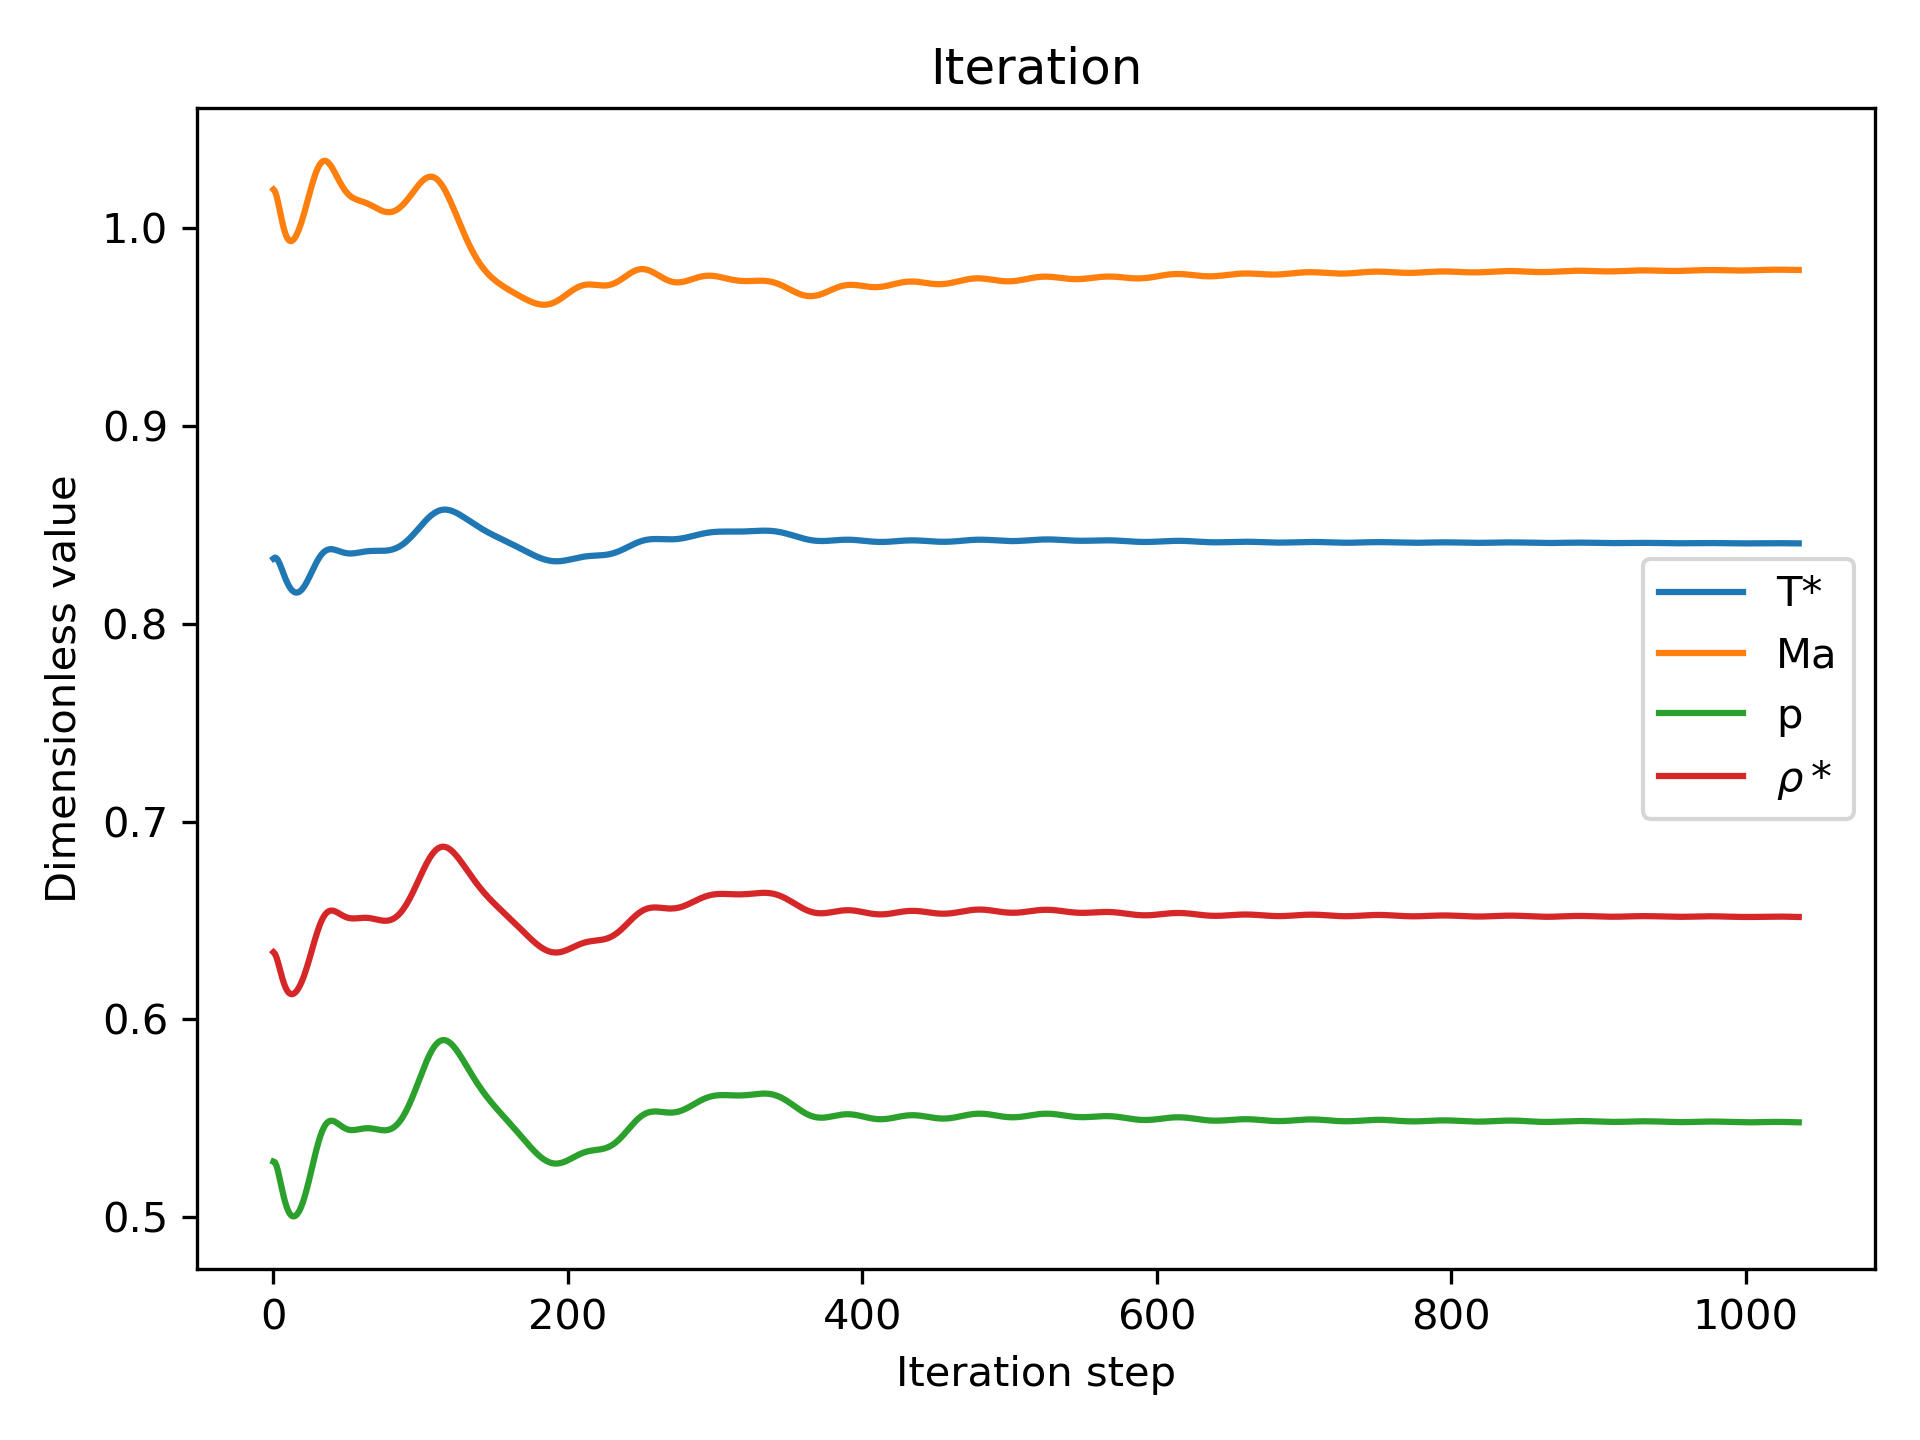 Iteration
Dimensionless value
1.0
0.9
0.8
0.7
0.6
0.5
T*
Ma
p
ρ*
0 200 400 600 800 1000
Iteration step